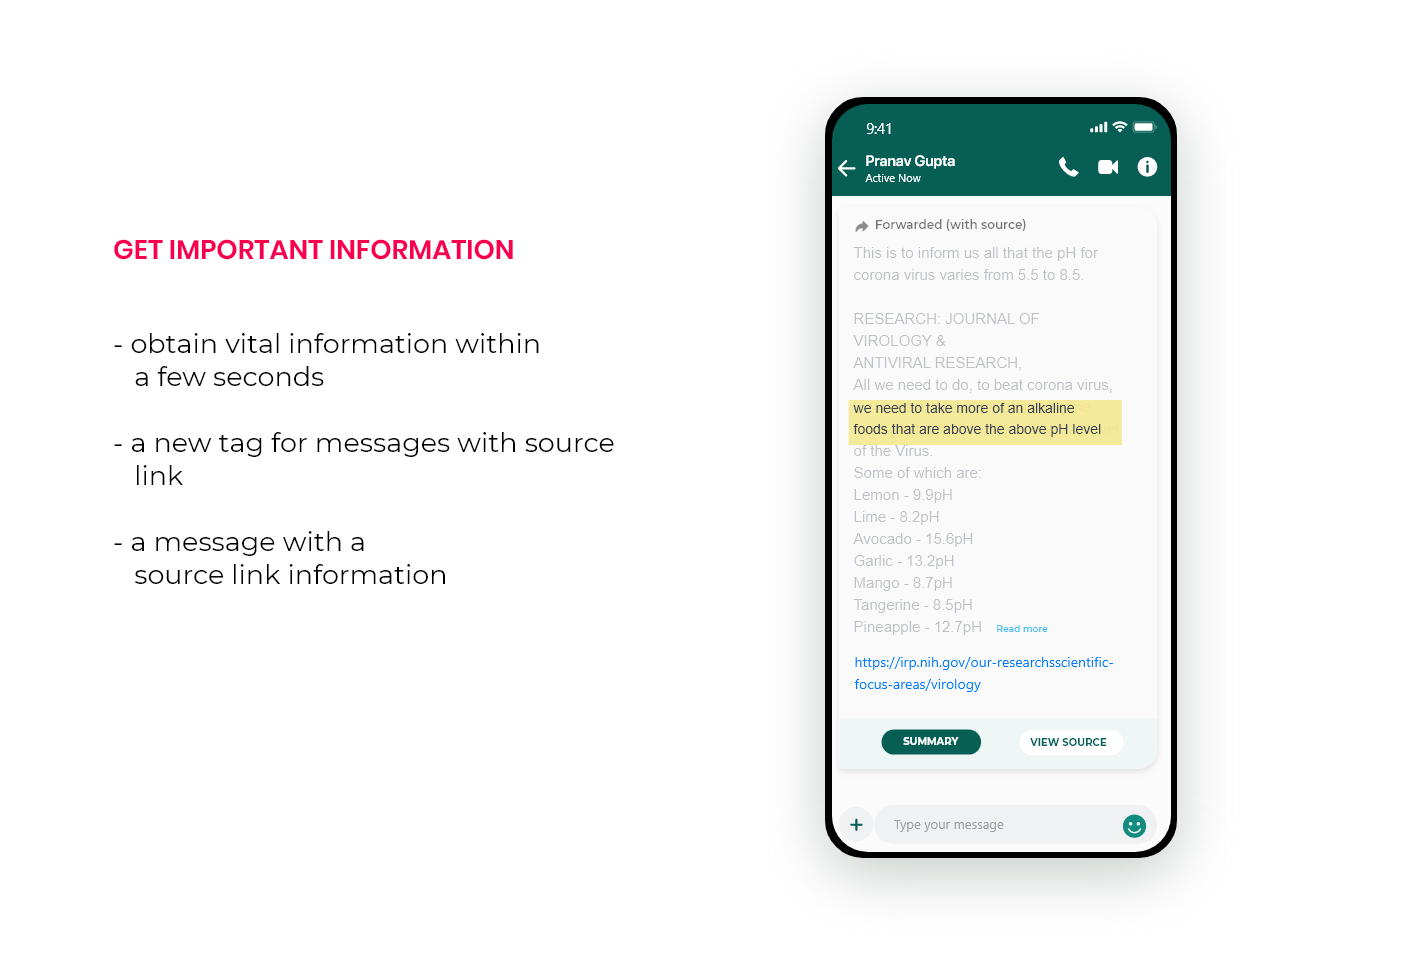 GET IMPORTANT INFORMATION
- obtain vital information within
a few seconds
- a new tag for messages with source
link
- a message with a
source link information
9:41
Pranav Gupta
Active Now
Forwarded (with source)
This is to inform us all that the pH for
corona virus varies from 5.5 to 8.5.
RESEARCH: JOURNAL OF
VIROLOGY &
ANTIVIRAL RESEARCH,
All we need to do, to beat corona virus,
we need to take more of an alkaline
foods that are above the above pH level
of the Virus.
Some of which are:
Lemon - 9.9pH
Lime - 8.2pH
Avocado - 15.6pH
Garlic - 13.2pH
Mango - 8.7pH
Tangerine - 8.5pH
Pineapple - 12.7pH Read more
https://irp.nih.gov/our-researchsscientific-
focus-areas/virology
SUMMARY VIEW SOURCE
Type your message